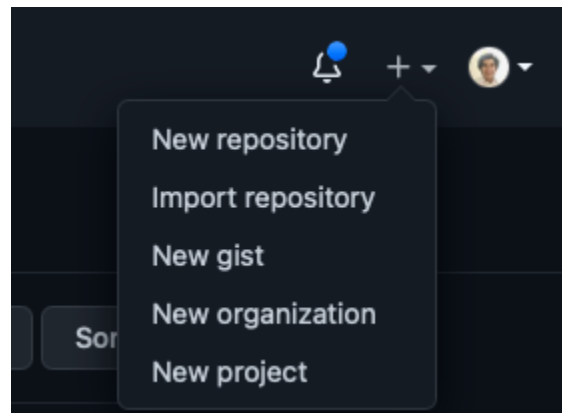 New repository
Import repository
New gist
New organization
New project